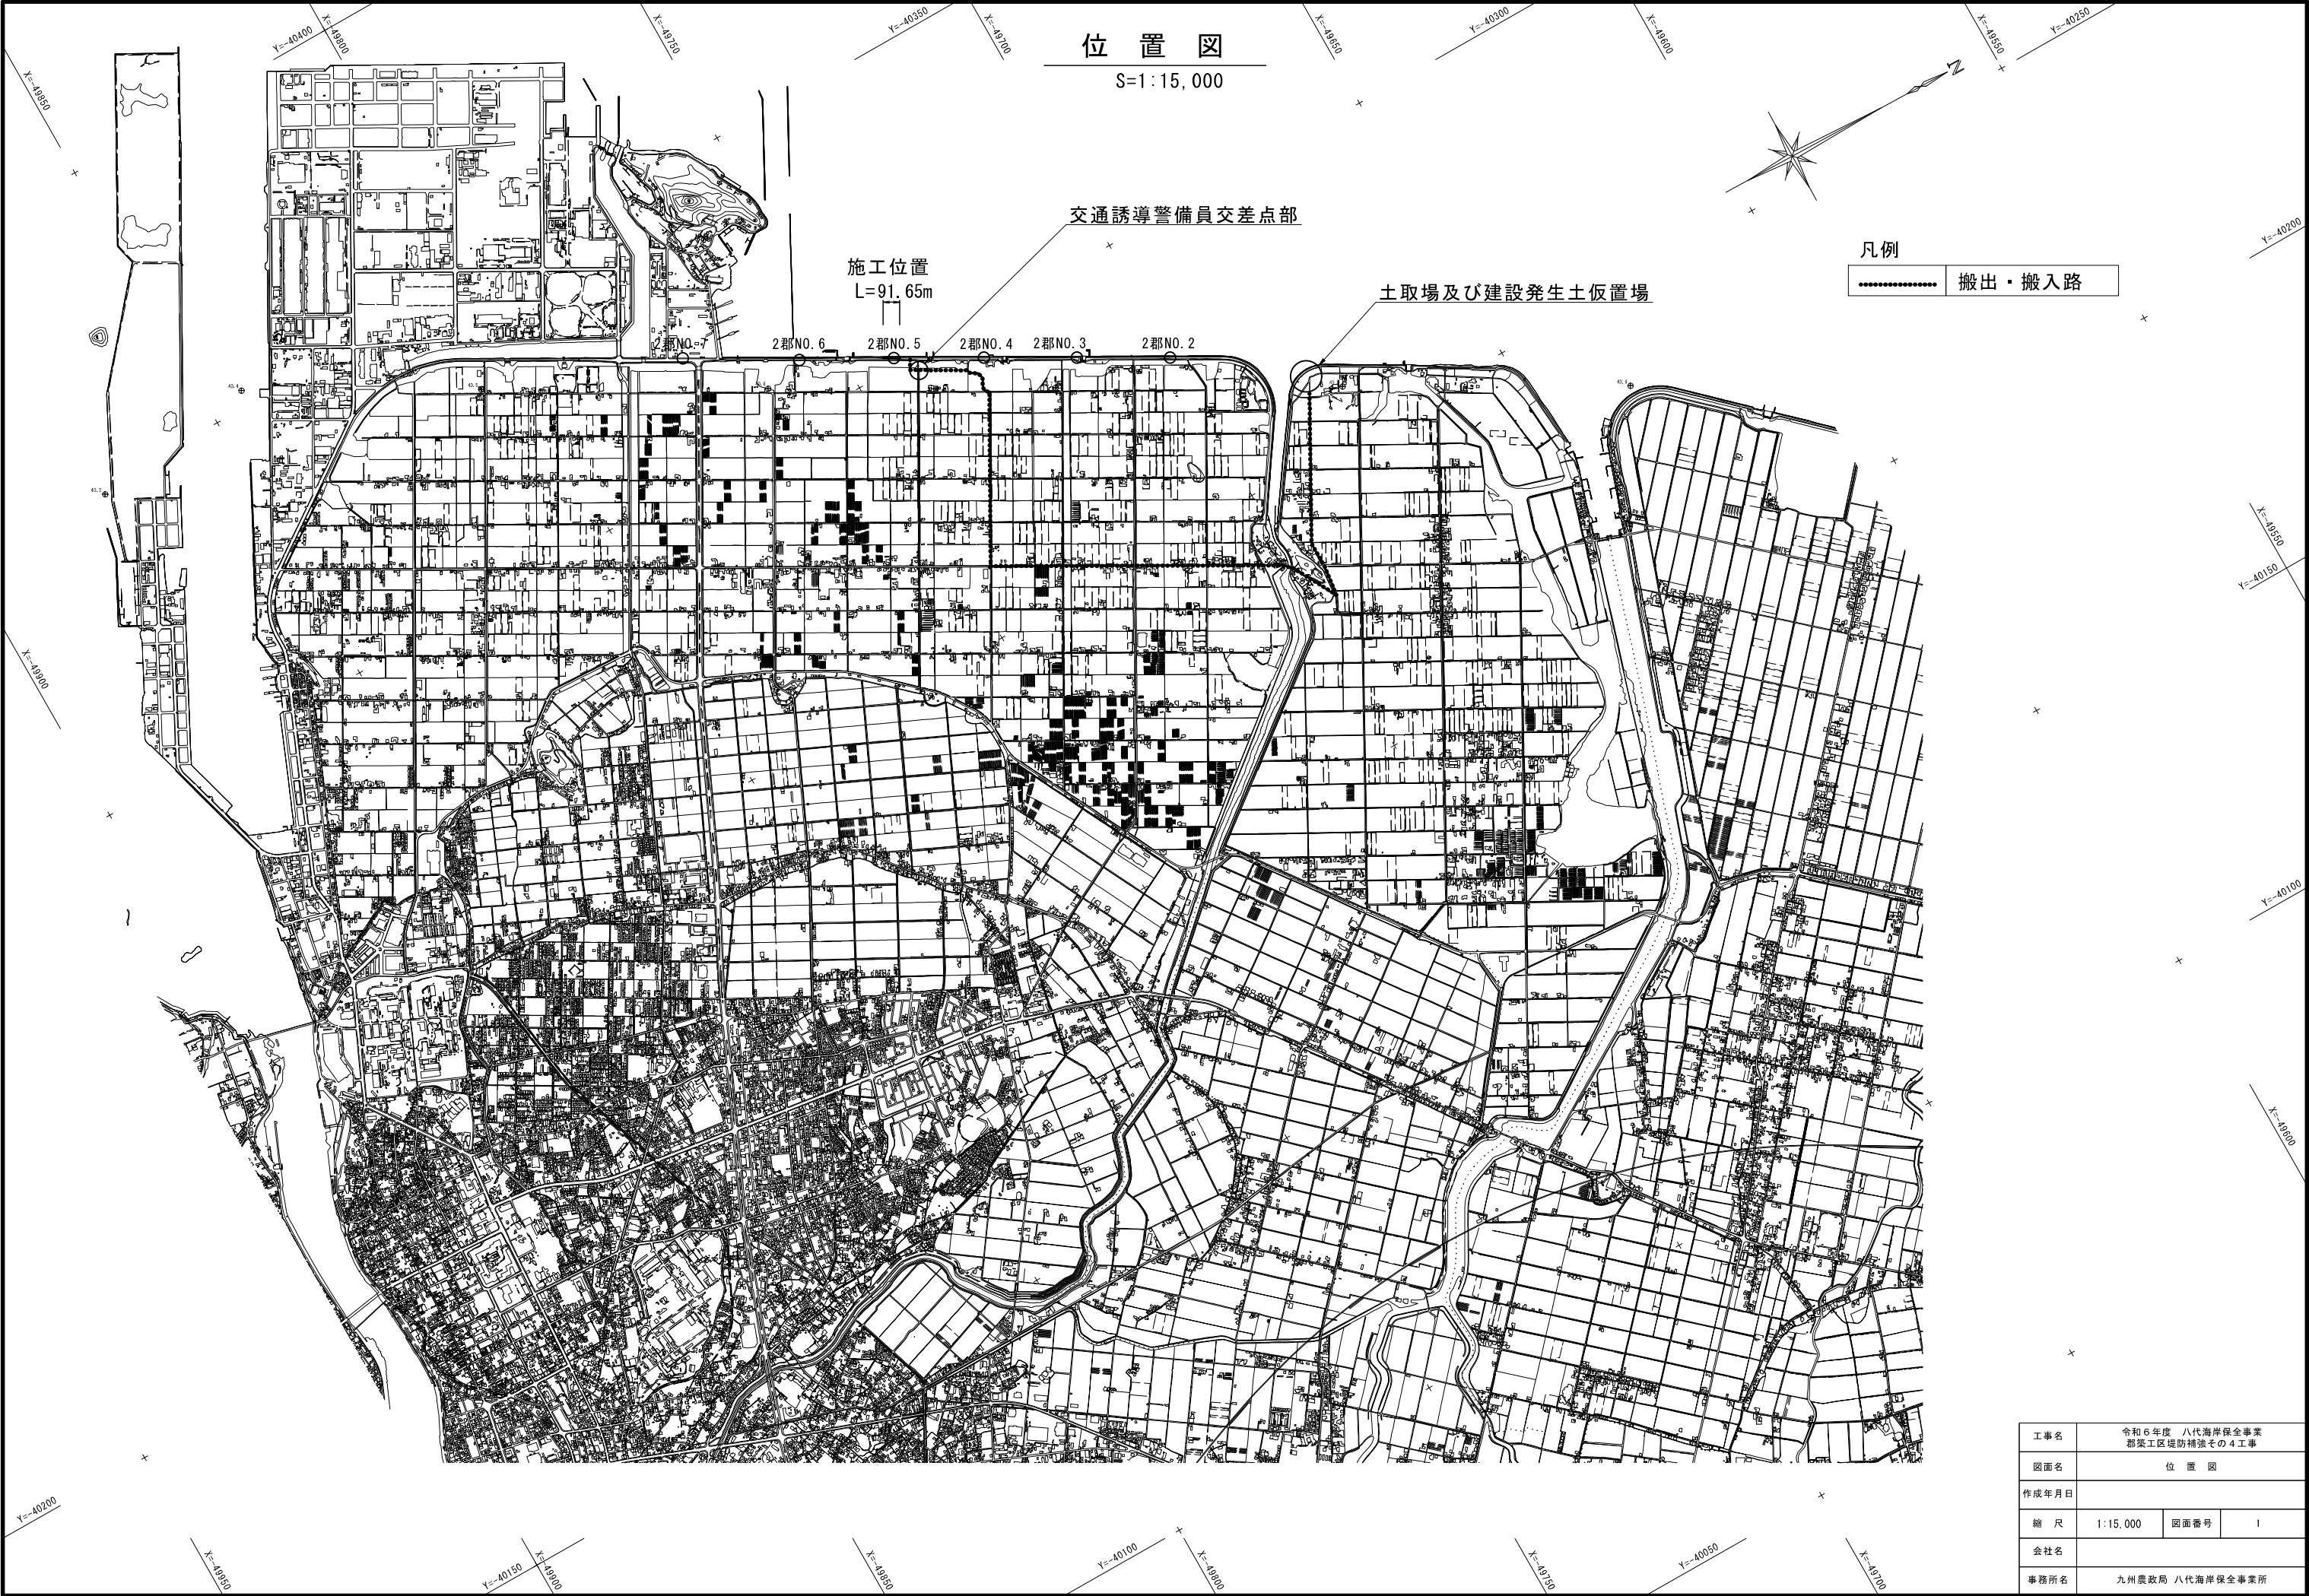 位　置　図
S=1:15,000
Y=-40400
X=-49800
X=-49750
Y=-40350
X=-49700
X=-49650
Y=-40300
X=-49600
X=-49550
Y=-40250
X=-49850
N
交通誘導警備員交差点部
Y=-40200
凡例
搬出・搬入路
施工位置
L=91.65m
土取場及び建設発生土仮置場
2郡NO.7
2郡NO.6
2郡NO.5
2郡NO.4
2郡NO.3
2郡NO.2
X=-49550
Y=-40150
X=-49900
Y=-40100
X=-49600
Y=-40200
X=-49950
Y=-40150
X=-49900
X=-49850
Y=-40100
X=-49800
X=-49750
Y=-40050
X=-49700
工事名
令和６年度　八代海岸保全事業
郡築工区堤防補強その４工事
図面名
位　置　図
作成年月日
縮　尺
1:15,000
図面番号
1
会社名
事務所名
九州農政局 八代海岸保全事業所